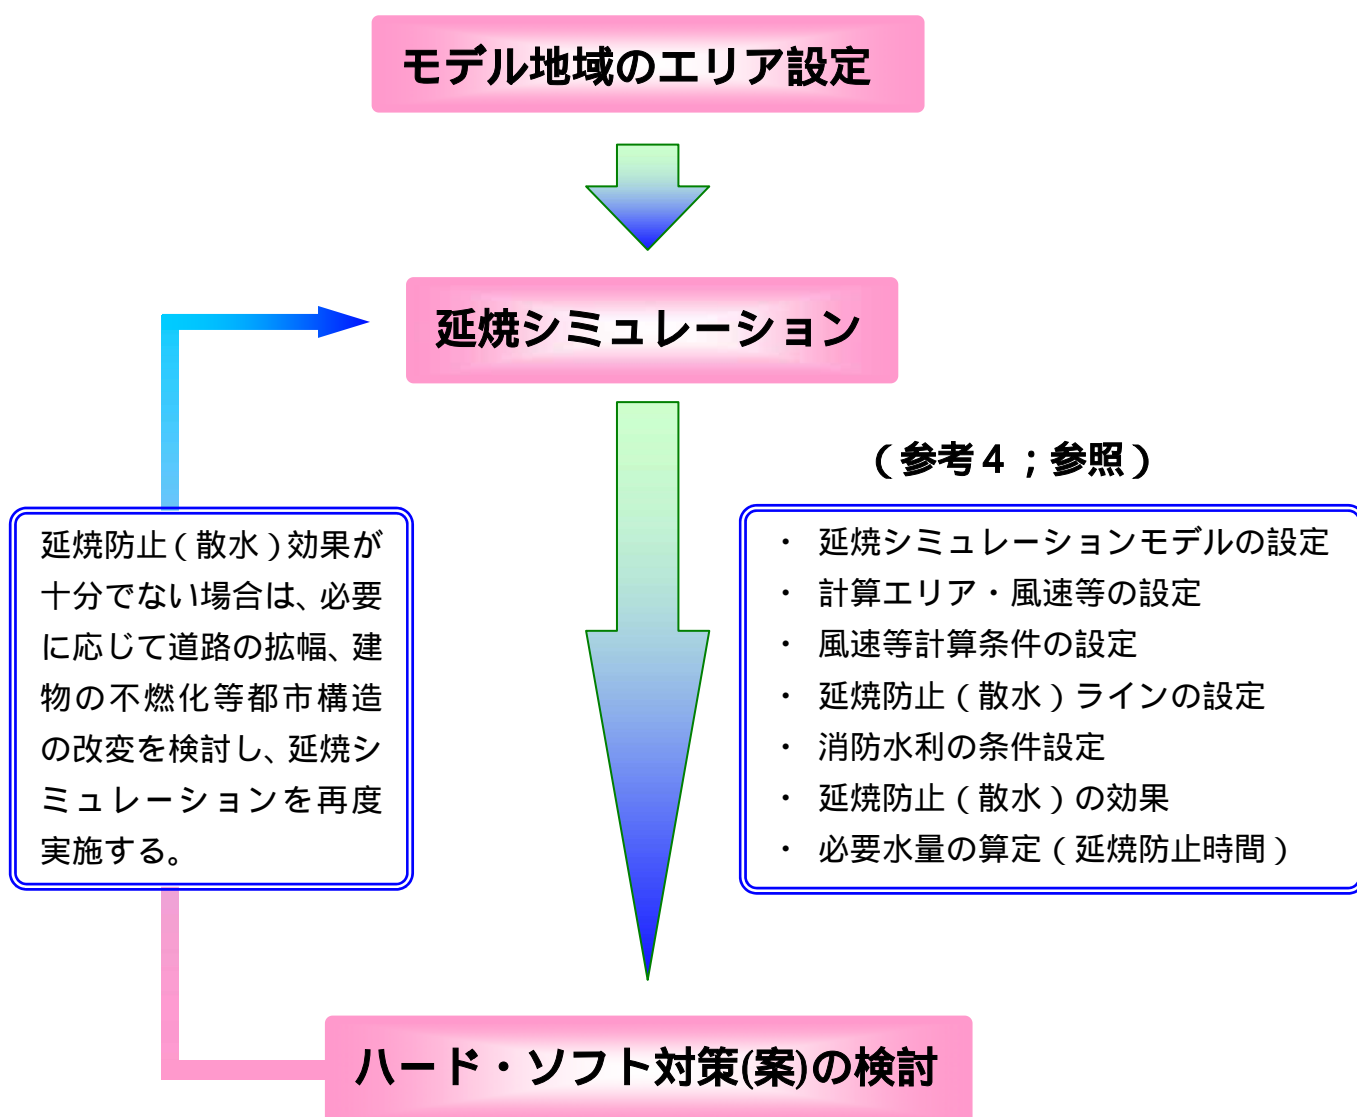 モデル地域のエリア設定
延焼シミュレーション
(参考4;参照)
延焼防止(散水)効果が
十分でない場合は、必要
に応じて道路の拡幅、建
物の不燃化等都市構造
の改変を検討し、延焼シ
ミュレーションを再度
実施する。
・ 延焼シミュレーションモデルの設定
・ 計算エリア・風速等の設定
・ 風速等計算条件の設定
・ 延焼防止(散水)ラインの設定
・ 消防水利の条件設定
・ 延焼防止(散水)の効果
・ 必要水量の算定(延焼防止時間)
ハード・ソフト対策(案)の検討